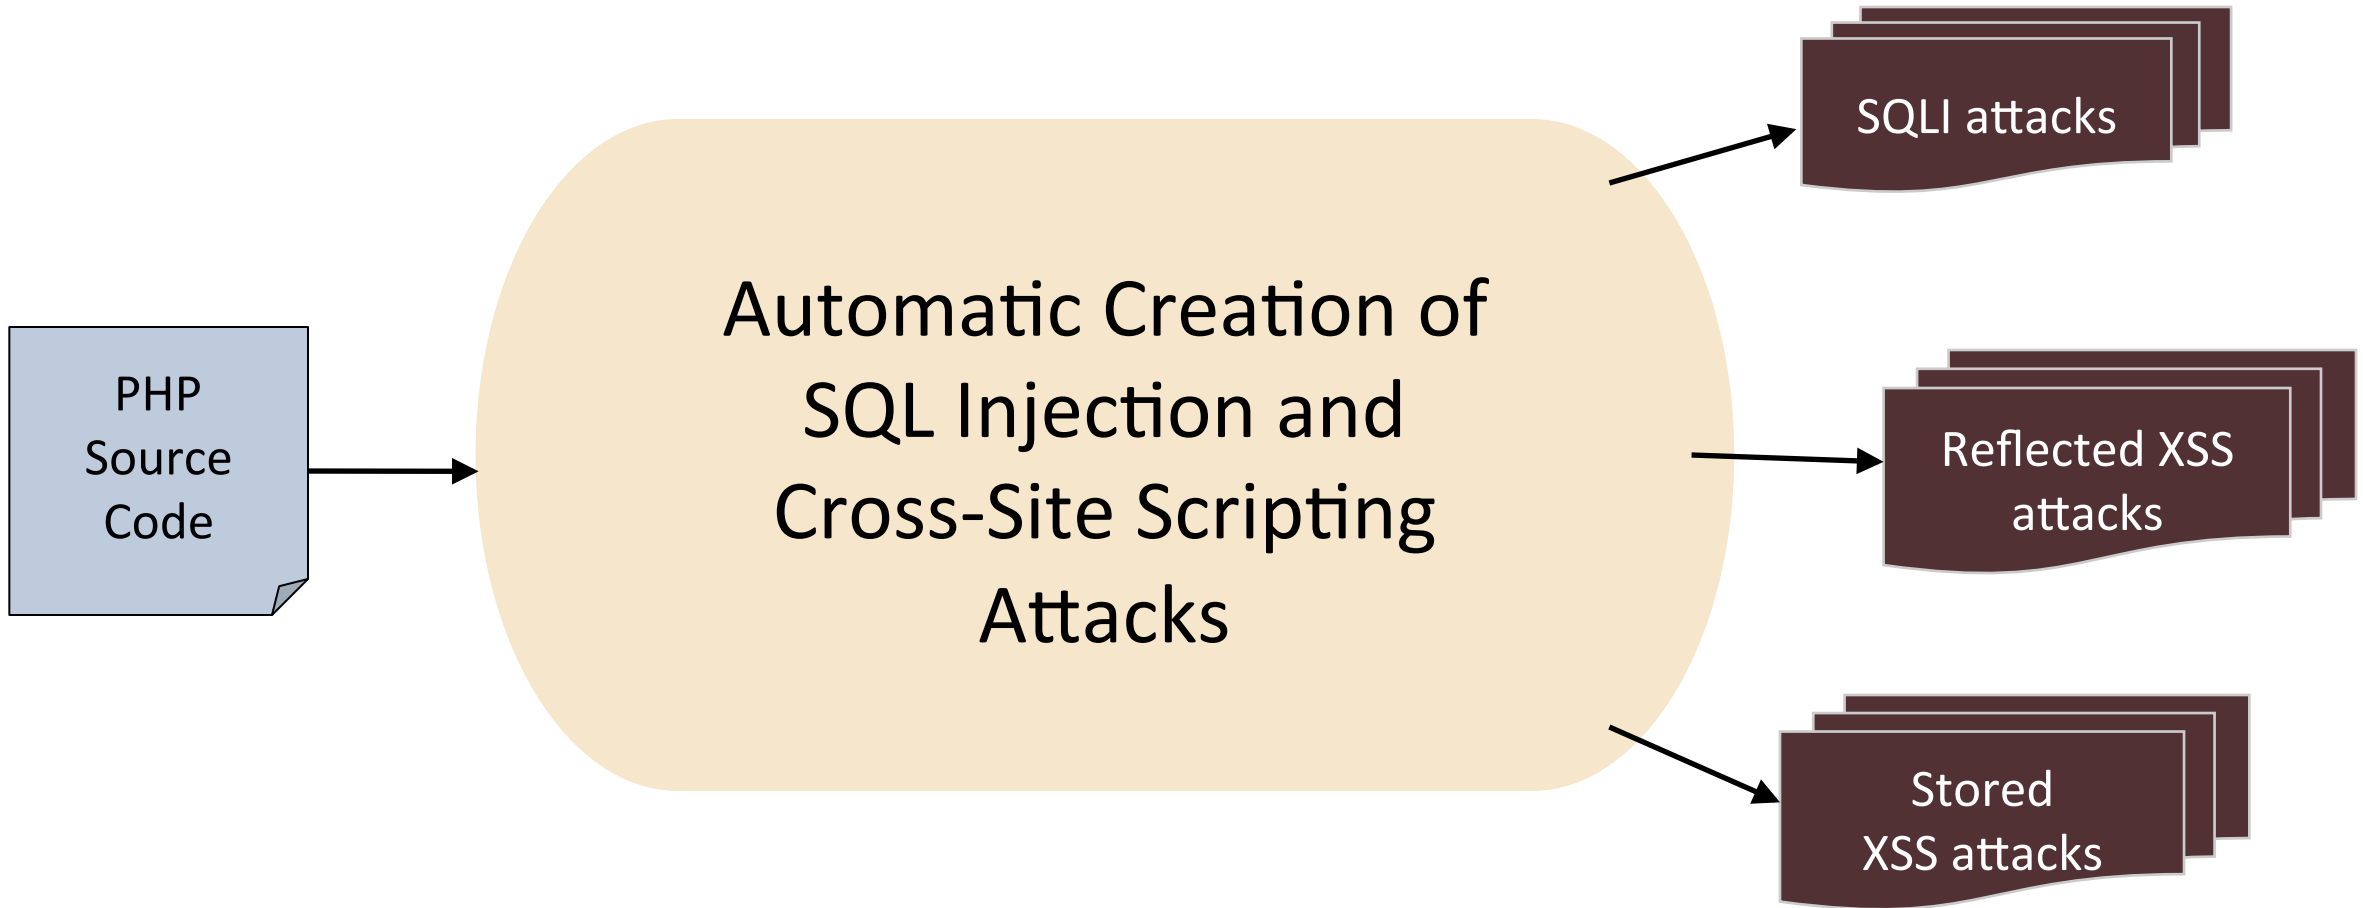 PHP
Source
Code
Automatic Creation of
SQL Injection and
Cross-Site Scripting
Attacks
SQLI attacks
Reflected XSS
attacks
Stored
XSS attacks